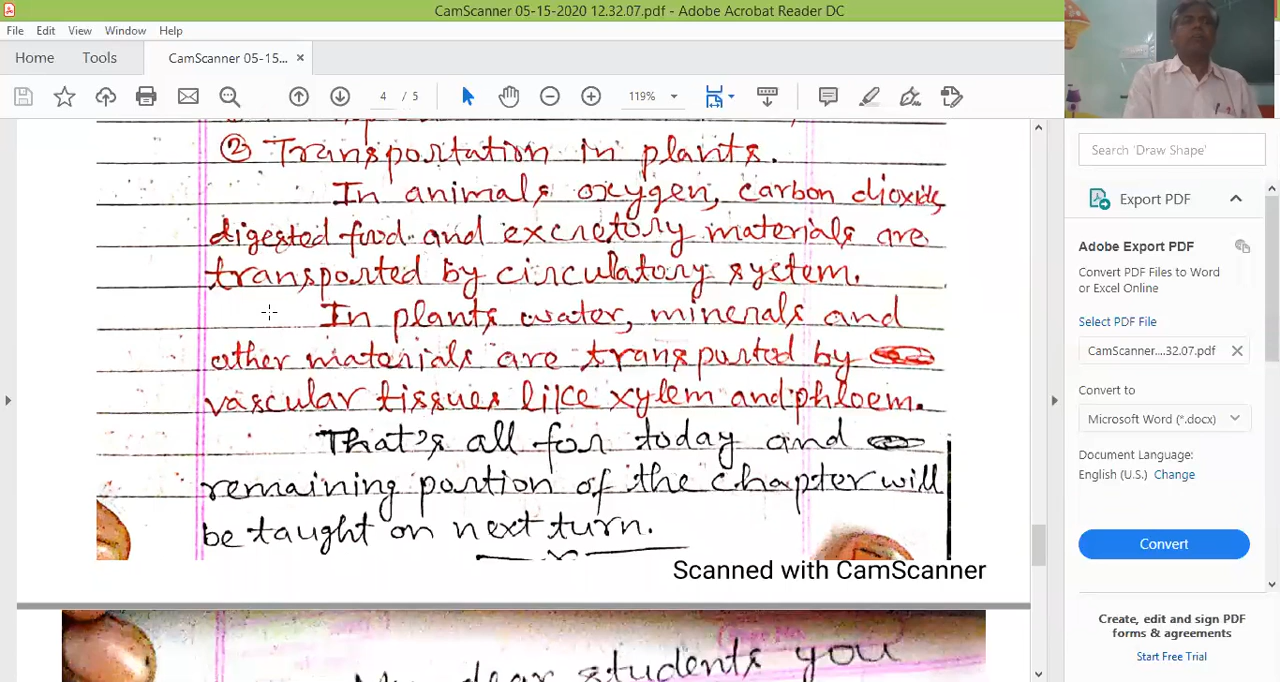 CamScanner 05-15-2020 12.32.07.pdf - Adobe Acrobat Reader DC
File Edit View Window Help
Home Tools CamScanner 05-15... ×
4 / 5 119%
② Transportation in plants.
In animals oxygen, carbon dioxide,
digested food and excretory materials are
transported by circulatory system.
In plants water, minerals and
other materials are transported by
vascular tissues like xylem and phloem.
That's all for today and
remaining portion of the chapter will
be taught on next turn.
Scanned with CamScanner
My dear students you
Search 'Draw Shape'
Export PDF
Adobe Export PDF
Convert PDF Files to Word
or Excel Online
Select PDF File
CamScanner....32.07.pdf ×
Convert to
Microsoft Word (*.docx)
Document Language:
English (U.S.) Change
Convert
Create, edit and sign PDF
forms & agreements
Start Free Trial